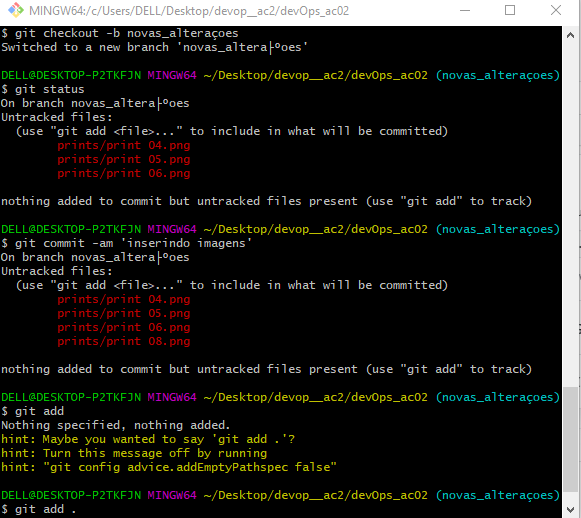 MINGW64:/c/Users/DELL/Desktop/devop__ac2/devOps_ac02
$ git checkout -b novas_alteraçoes
Switched to a new branch 'novas_altera├ºoes'
DELL@DESKTOP-P2TKFJN MINGW64 ~/Desktop/devop__ac2/devOps_ac02 (novas_alteraçoes)
$ git status
On branch novas_altera├ºoes
Untracked files:
(use "git add <file>..." to include in what will be committed)
prints/print 04.png
prints/print 05.png
prints/print 06.png
nothing added to commit but untracked files present (use "git add" to track)
DELL@DESKTOP-P2TKFJN MINGW64 ~/Desktop/devop__ac2/devOps_ac02 (novas_alteraçoes)
$ git commit -am 'inserindo imagens'
On branch novas_altera├ºoes
Untracked files:
(use "git add <file>..." to include in what will be committed)
prints/print 04.png
prints/print 05.png
prints/print 06.png
prints/print 08.png
nothing added to commit but untracked files present (use "git add" to track)
DELL@DESKTOP-P2TKFJN MINGW64 ~/Desktop/devop__ac2/devOps_ac02 (novas_alteraçoes)
$ git add
Nothing specified, nothing added.
hint: Maybe you wanted to say 'git add .'?
hint: Turn this message off by running
hint: "git config advice.addEmptyPathspec false"
DELL@DESKTOP-P2TKFJN MINGW64 ~/Desktop/devop__ac2/devOps_ac02 (novas_alteraçoes)
$ git add .